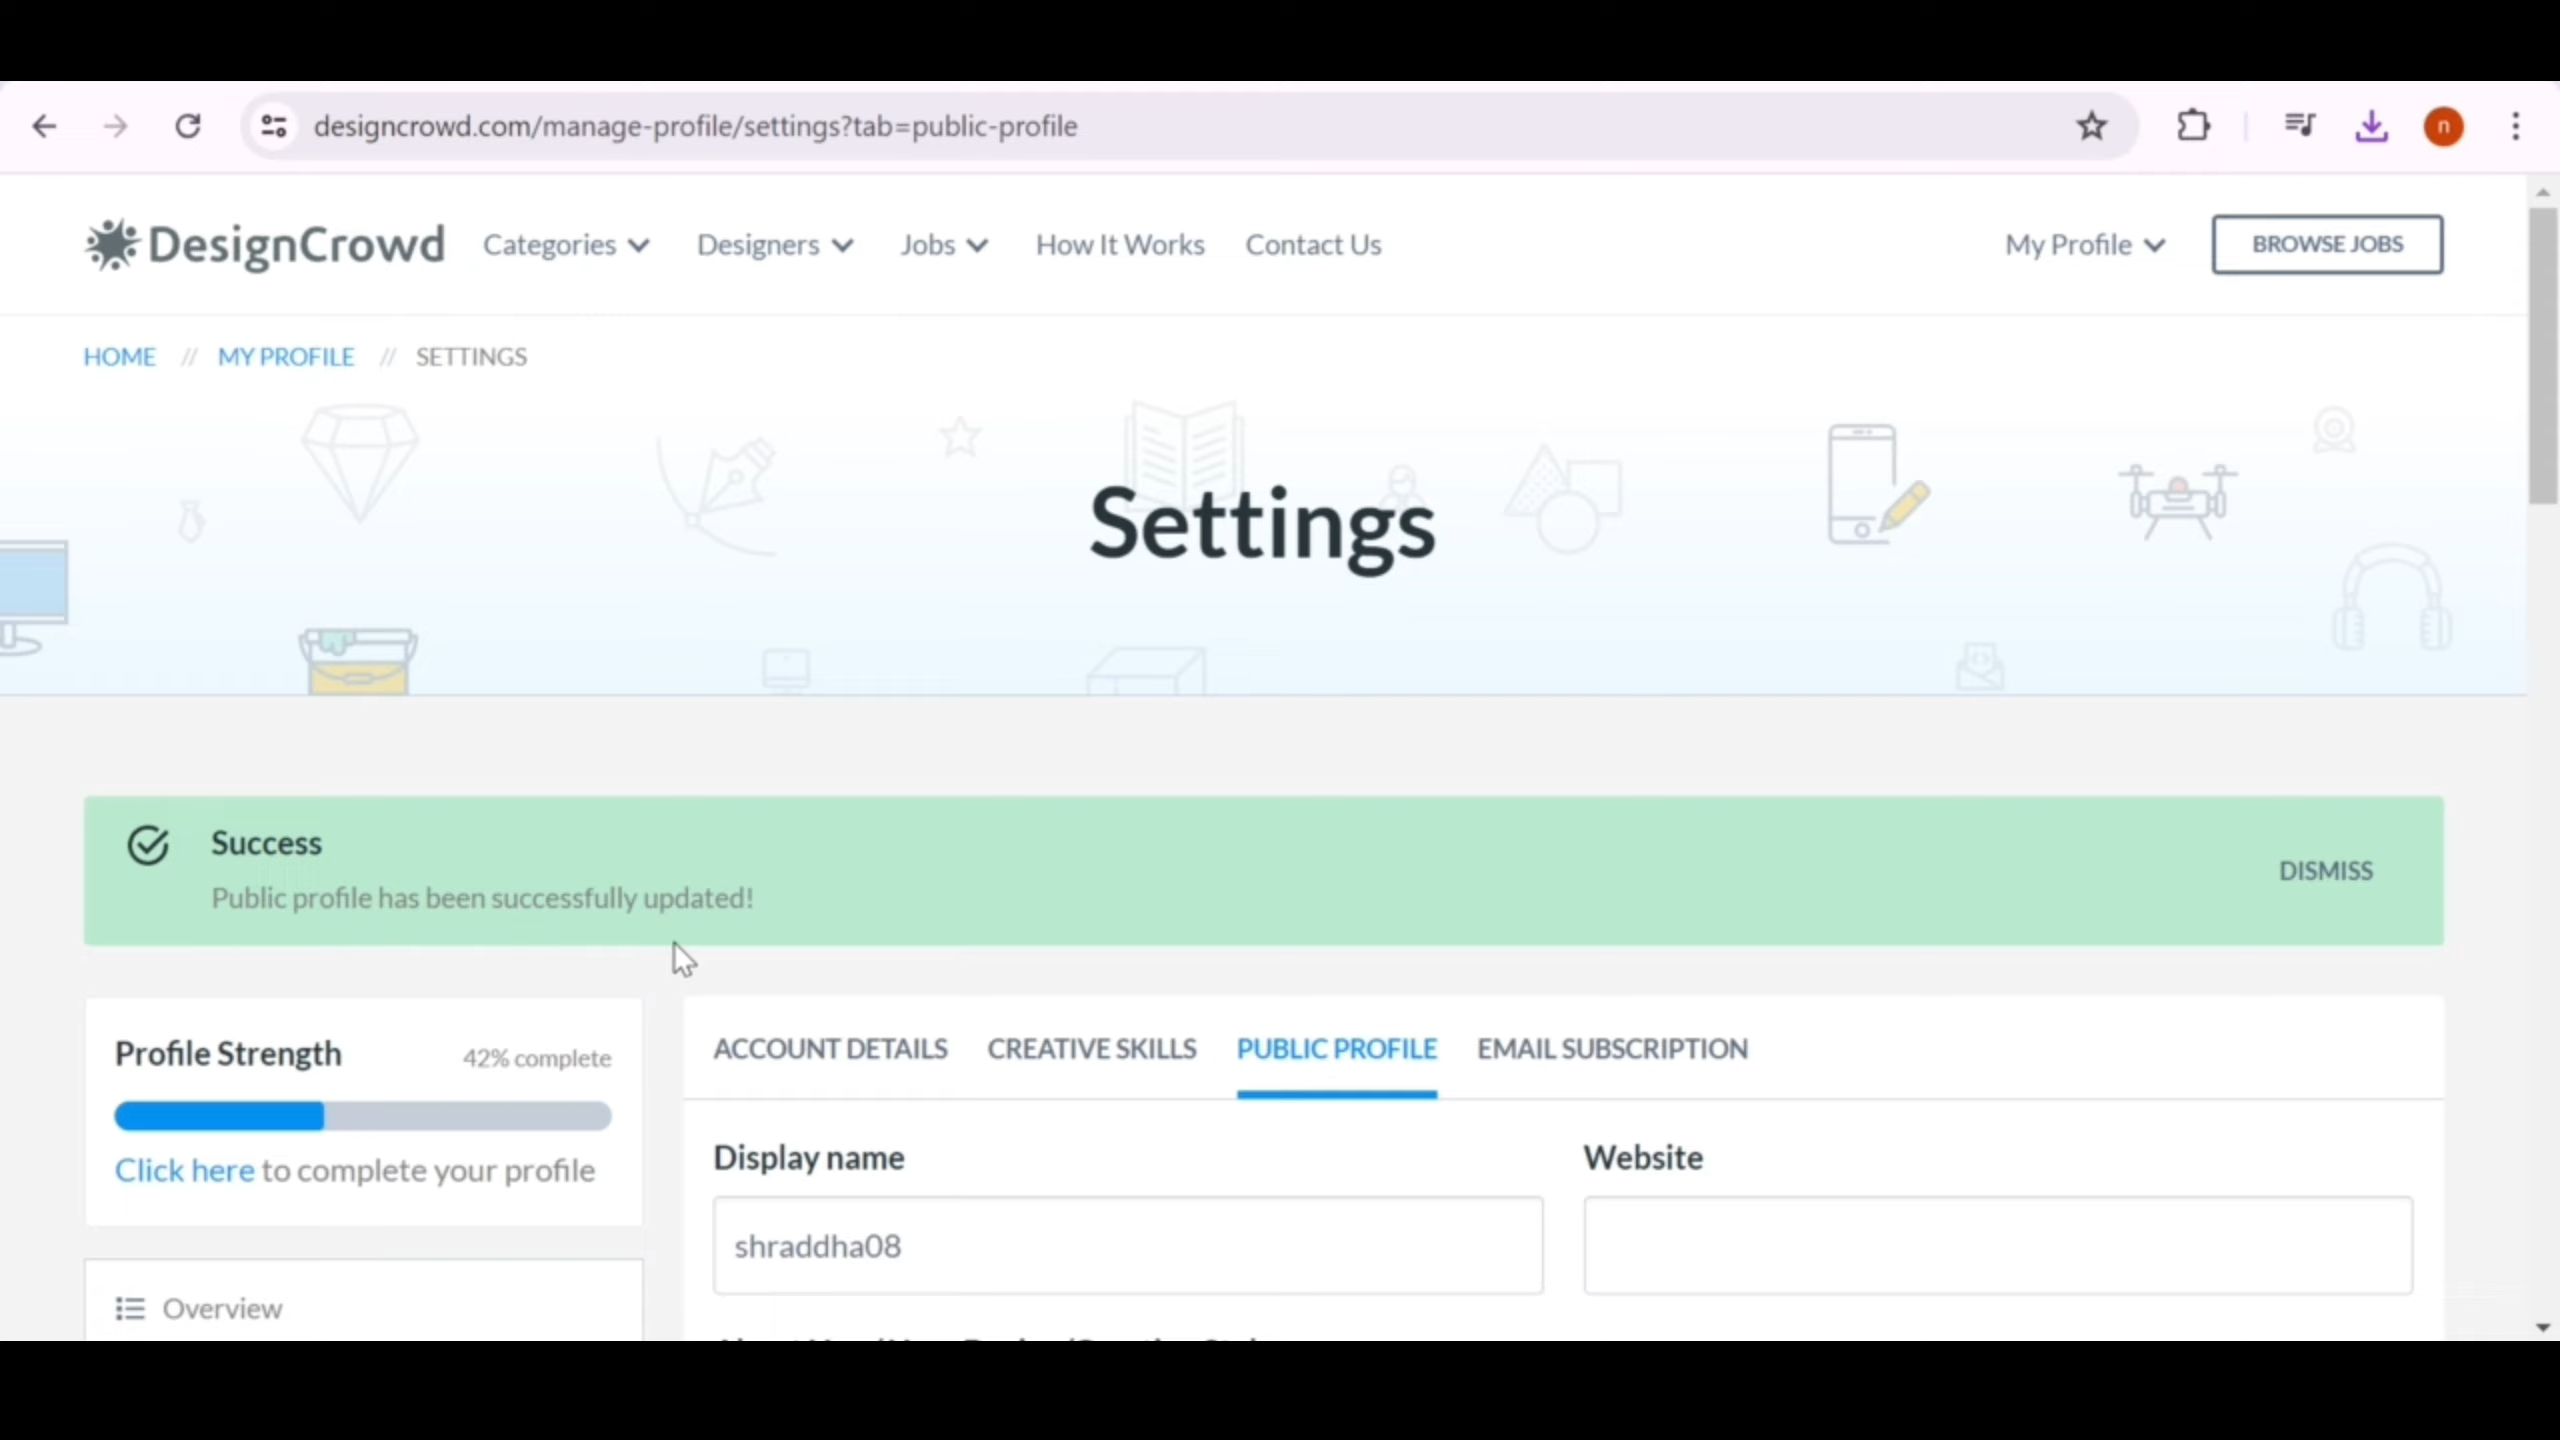 designcrowd.com/manage-profile/settings?tab=public-profile
n
DesignCrowd Categories Designers Jobs How It Works Contact Us My Profile BROWSE JOBS
HOME // MY PROFILE // SETTINGS
Settings
Success
Public profile has been successfully updated!
DISMISS
Profile Strength 42% complete
Click here to complete your profile
Overview
ACCOUNT DETAILS CREATIVE SKILLS PUBLIC PROFILE EMAIL SUBSCRIPTION
Display name Website
shraddha08